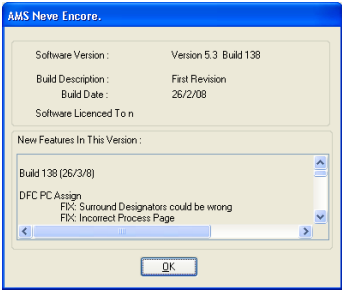 AMS Neve Encore.
Software Version : Version 5.3 Build 138
Build Description : First Revision
Build Date : 26/2/08
Software Licenced To n
New Features In This Version :
Build 138 (26/3/8)
DFC PC Assign
FIX: Surround Designators could be wrong
FIX: Incorrect Process Page
OK